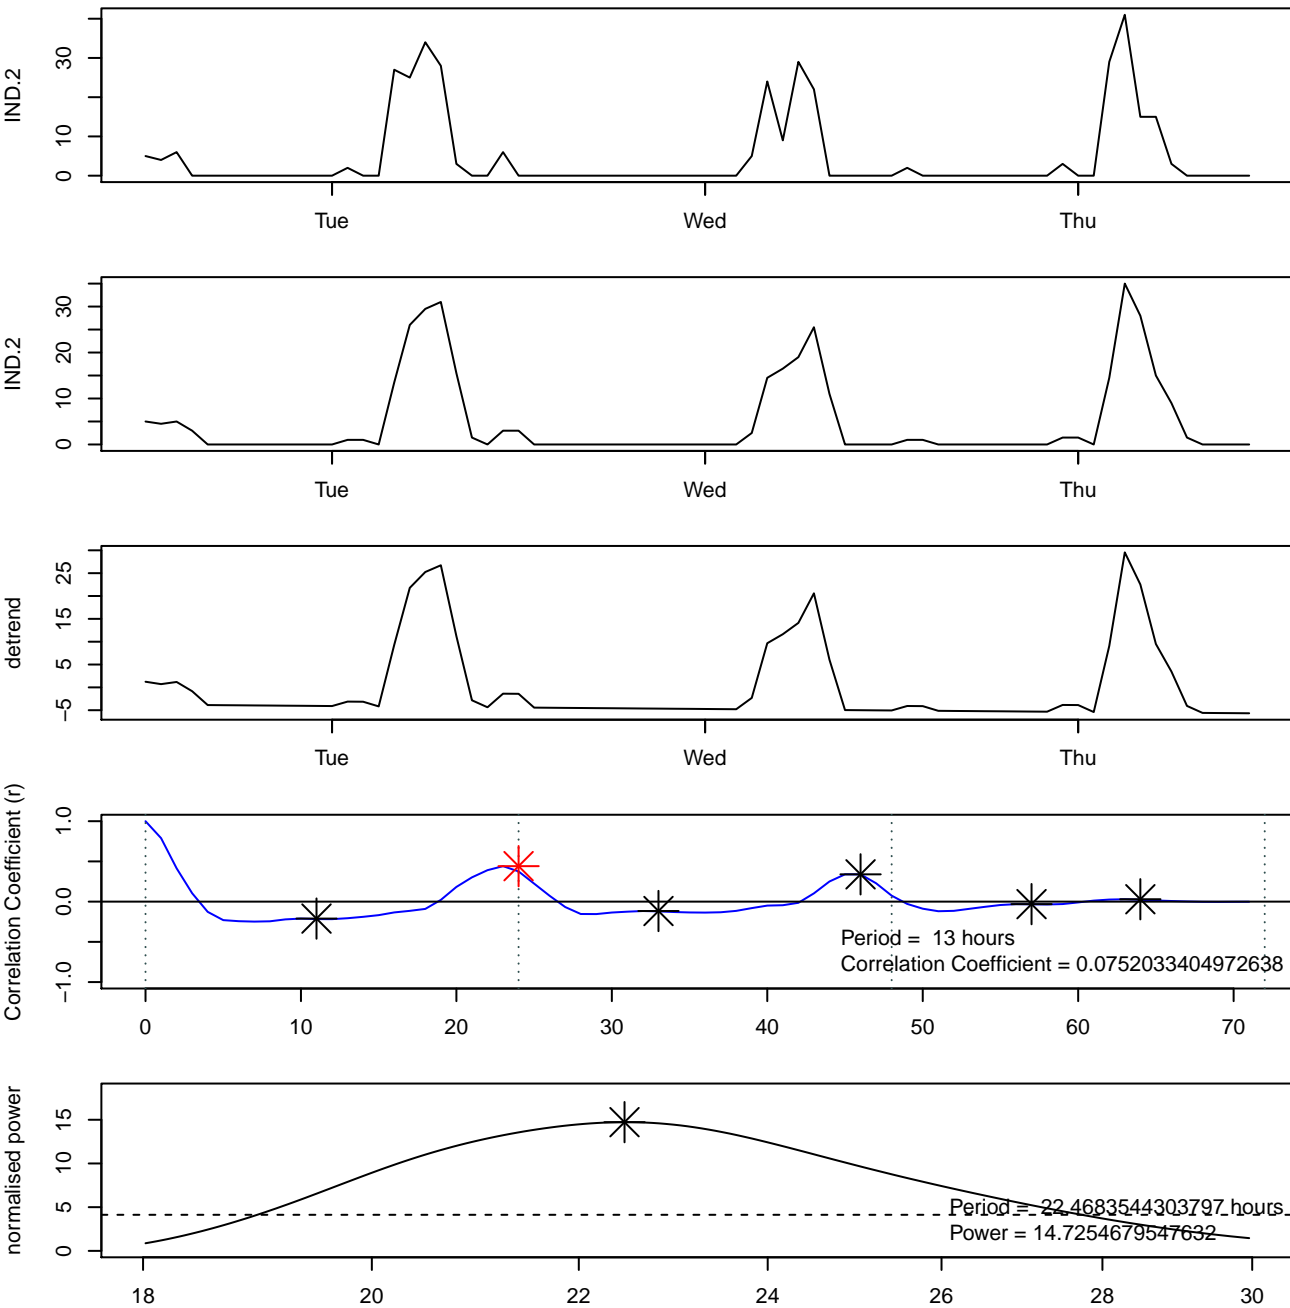 IND.2
0 10 30
Tue Wed Thu
IND.2
0 10 20 30
Tue Wed Thu
detrend
−5 5 15 25
Tue Wed Thu
Correlation Coefficient (r)
−1.0 0.0 1.0
Period =  13 hours
Correlation Coefficient = 0.0752033404972638
0 10 20 30 40 50 60 70
normalised power
0 5 10 15
Period =  22.4683544303797 hours
Power = 14.7254679547632
18 20 22 24 26 28 30